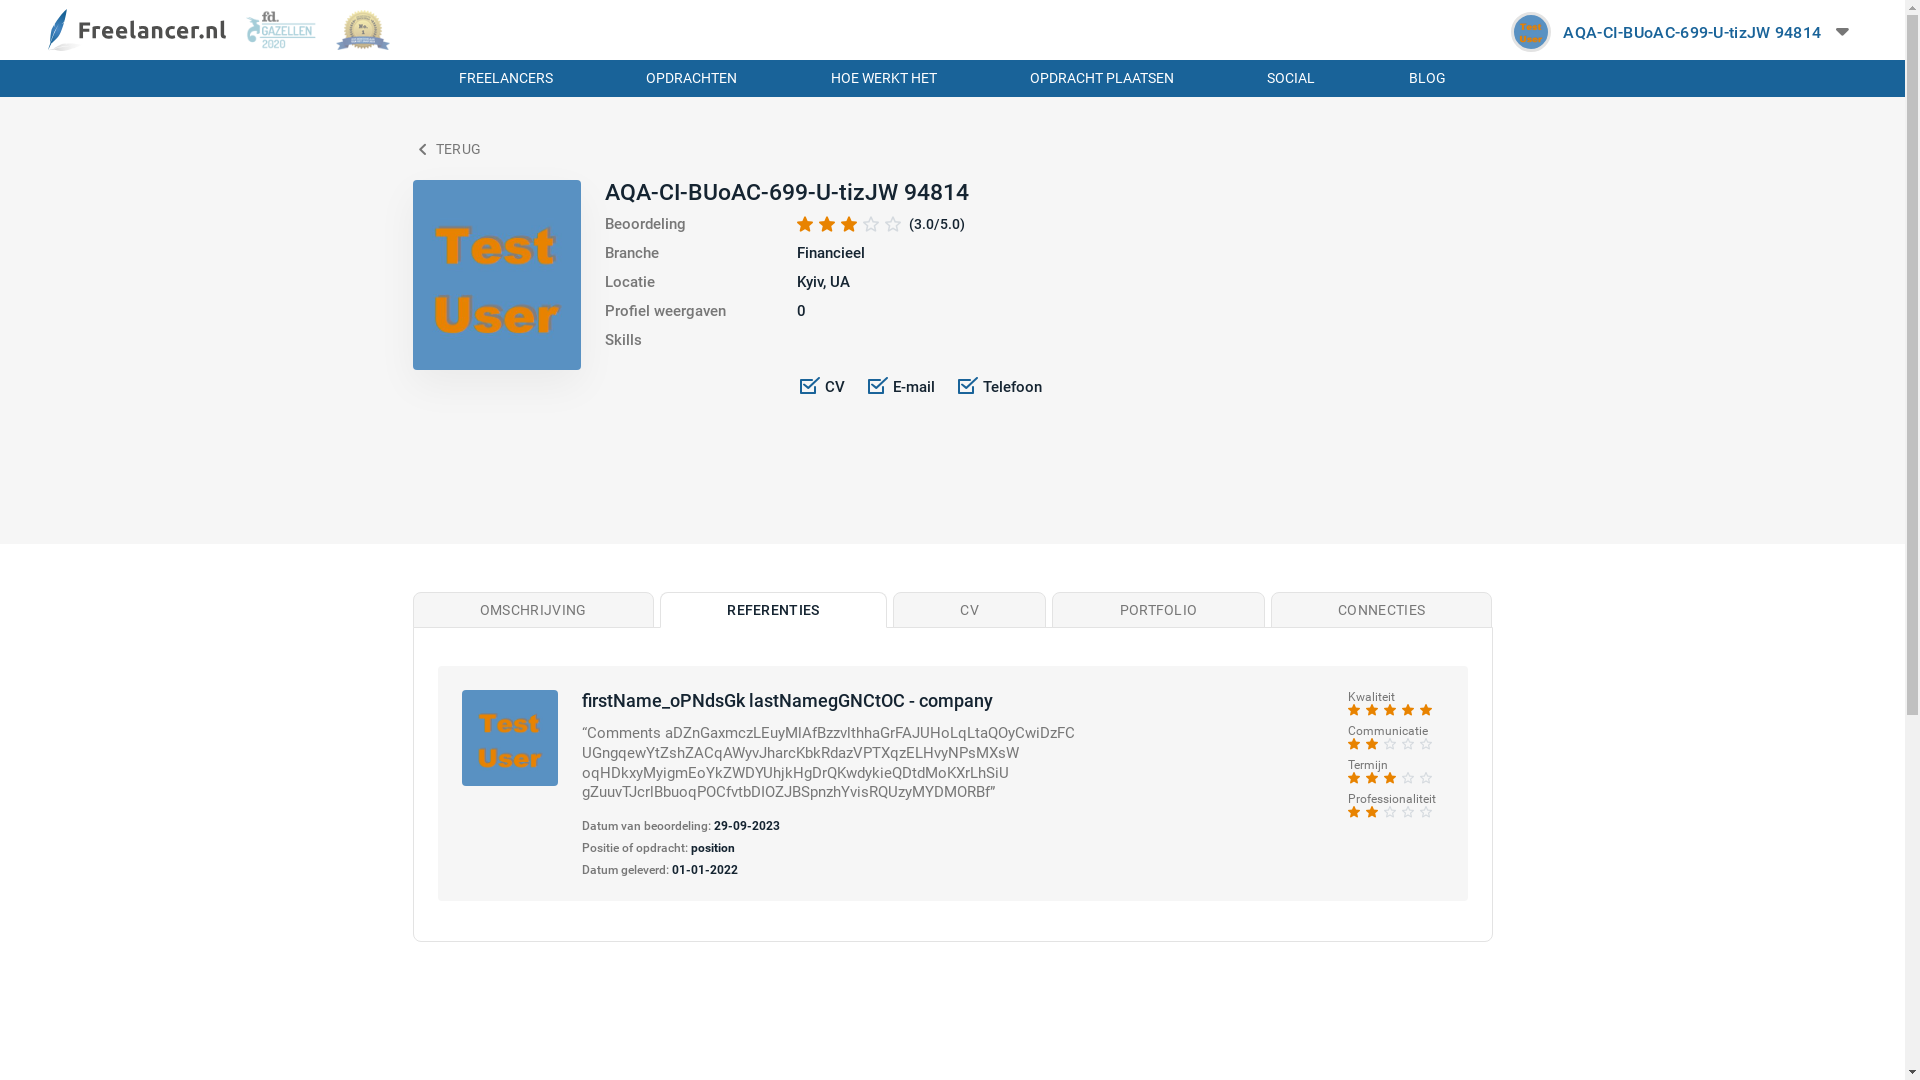 Freelancer.nl
fd.
GAZELLEN
2020
AQA-CI-BUoAC-699-U-tizJW 94814
FREELANCERS
OPDRACHTEN
HOE WERKT HET
OPDRACHT PLAATSEN
SOCIAL
BLOG
TERUG
Test
User
AQA-CI-BUoAC-699-U-tizJW 94814
Beoordeling
(3.0/5.0)
Branche
Financieel
Locatie
Kyiv, UA
Profiel weergaven
0
Skills
CV
E-mail
Telefoon
OMSCHRIJVING
REFERENTIES
CV
PORTFOLIO
CONNECTIES
Test
User
firstName_oPNdsGk lastNamegGNCtOC - company
“Comments aDZnGaxmczLEuyMIAfBzzvlthhaGrFAJUHoLqLtaQOyCwiDzFC
UGngqewYtZshZACqAWyvJharcKbkRdazVPTXqzELHvyNPsMXsW
oqHDkxyMyigmEoYkZWDYUhjkHgDrQKwdykieQDtdMoKXrLhSiU
gZuuvTJcrlBbuoqPOCfvtbDIOZJBSpnzhYvisRQUzyMYDMORBf”
Datum van beoordeling: 29-09-2023
Positie of opdracht: position
Datum geleverd: 01-01-2022
Kwaliteit
Communicatie
Termijn
Professionaliteit